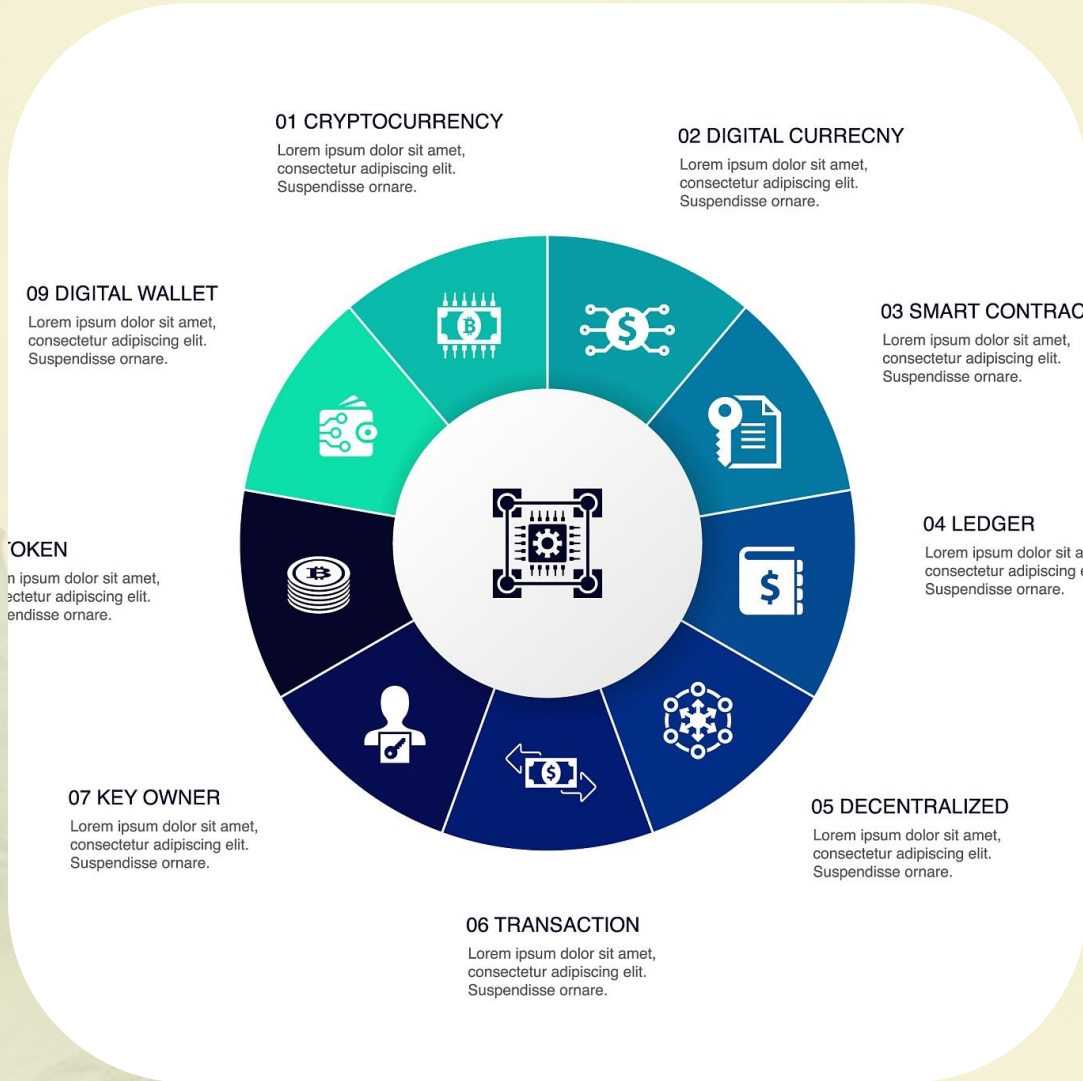 01 CRYPTOCURRENCY
Lorem ipsum dolor sit amet,
consectetur adipiscing elit.
Suspendisse ornare.
02 DIGITAL CURRECNY
Lorem ipsum dolor sit amet,
consectetur adipiscing elit.
Suspendisse ornare.
03 SMART CONTRAC
Lorem ipsum dolor sit amet,
consectetur adipiscing elit.
Suspendisse ornare.
04 LEDGER
Lorem ipsum dolor sit a
consectetur adipiscing e
Suspendisse ornare.
05 DECENTRALIZED
Lorem ipsum dolor sit amet,
consectetur adipiscing elit.
Suspendisse ornare.
06 TRANSACTION
Lorem ipsum dolor sit amet,
consectetur adipiscing elit.
Suspendisse ornare.
07 KEY OWNER
Lorem ipsum dolor sit amet,
consectetur adipiscing elit.
Suspendisse ornare.
TOKEN
m ipsum dolor sit amet,
ectetur adipiscing elit.
endisse ornare.
09 DIGITAL WALLET
Lorem ipsum dolor sit amet,
consectetur adipiscing elit.
Suspendisse ornare.